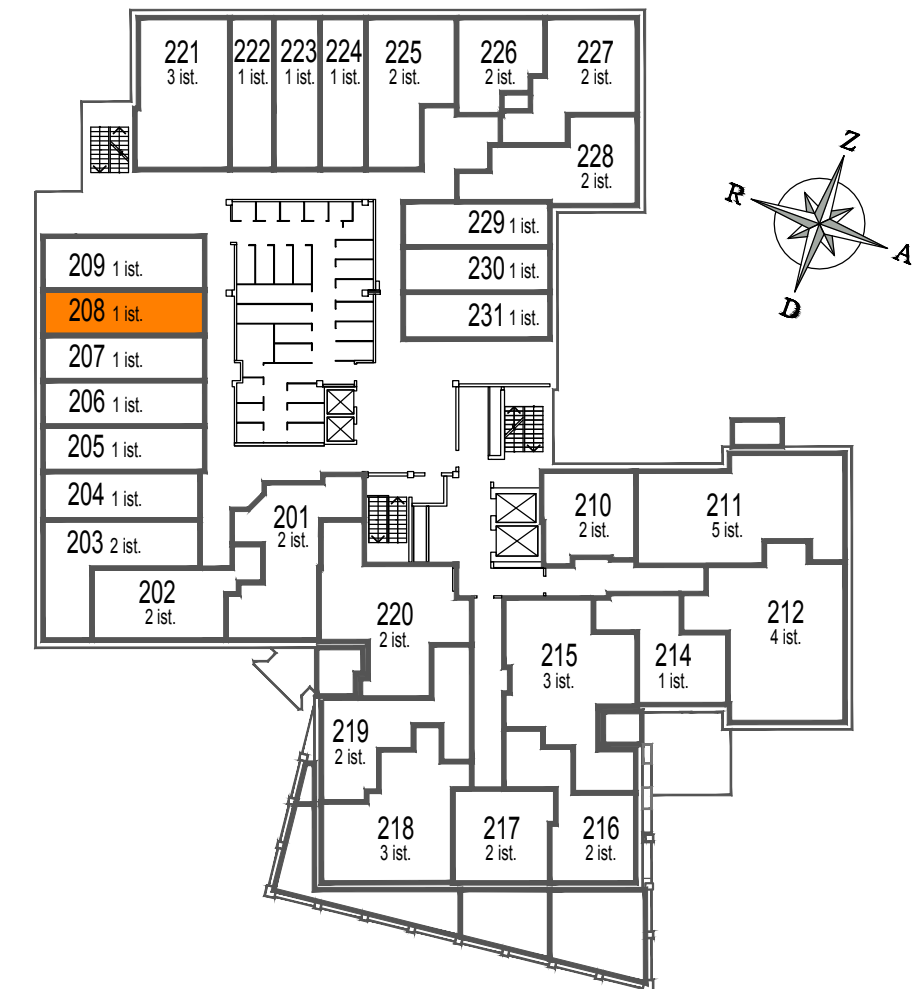 221
3 ist.
222
1 ist.
223
1 ist.
224
1 ist.
225
2 ist.
226
2 ist.
227
2 ist.
228
2 ist.
229 1 ist.
230 1 ist.
231 1 ist.
Z
R
A
D
209 1 ist.
208 1 ist.
207 1 ist.
206 1 ist.
205 1 ist.
204 1 ist.
203 2 ist.
202
2 ist.
201
2 ist.
210
2 ist.
211
5 ist.
212
4 ist.
220
2 ist.
215
3 ist.
214
1 ist.
219
2 ist.
218
3 ist.
217
2 ist.
216
2 ist.